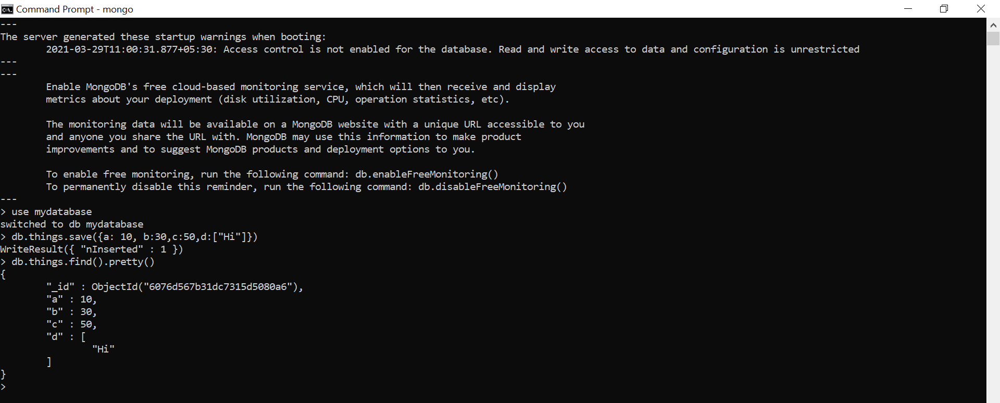 Command Prompt - mongo
---
The server generated these startup warnings when booting:
        2021-03-29T11:00:31.877+05:30: Access control is not enabled for the database. Read and write access to data and configuration is unrestricted
---
---
        Enable MongoDB's free cloud-based monitoring service, which will then receive and display
        metrics about your deployment (disk utilization, CPU, operation statistics, etc).

        The monitoring data will be available on a MongoDB website with a unique URL accessible to you
        and anyone you share the URL with. MongoDB may use this information to make product
        improvements and to suggest MongoDB products and deployment options to you.

        To enable free monitoring, run the following command: db.enableFreeMonitoring()
        To permanently disable this reminder, run the following command: db.disableFreeMonitoring()
---
> use mydatabase
switched to db mydatabase
> db.things.save({a: 10, b:30,c:50,d:["Hi"]})
WriteResult({ "nInserted" : 1 })
> db.things.find().pretty()
{
        "_id" : ObjectId("6076d567b31dc7315d5080a6"),
        "a" : 10,
        "b" : 30,
        "c" : 50,
        "d" : [
                "Hi"
        ]
}
>